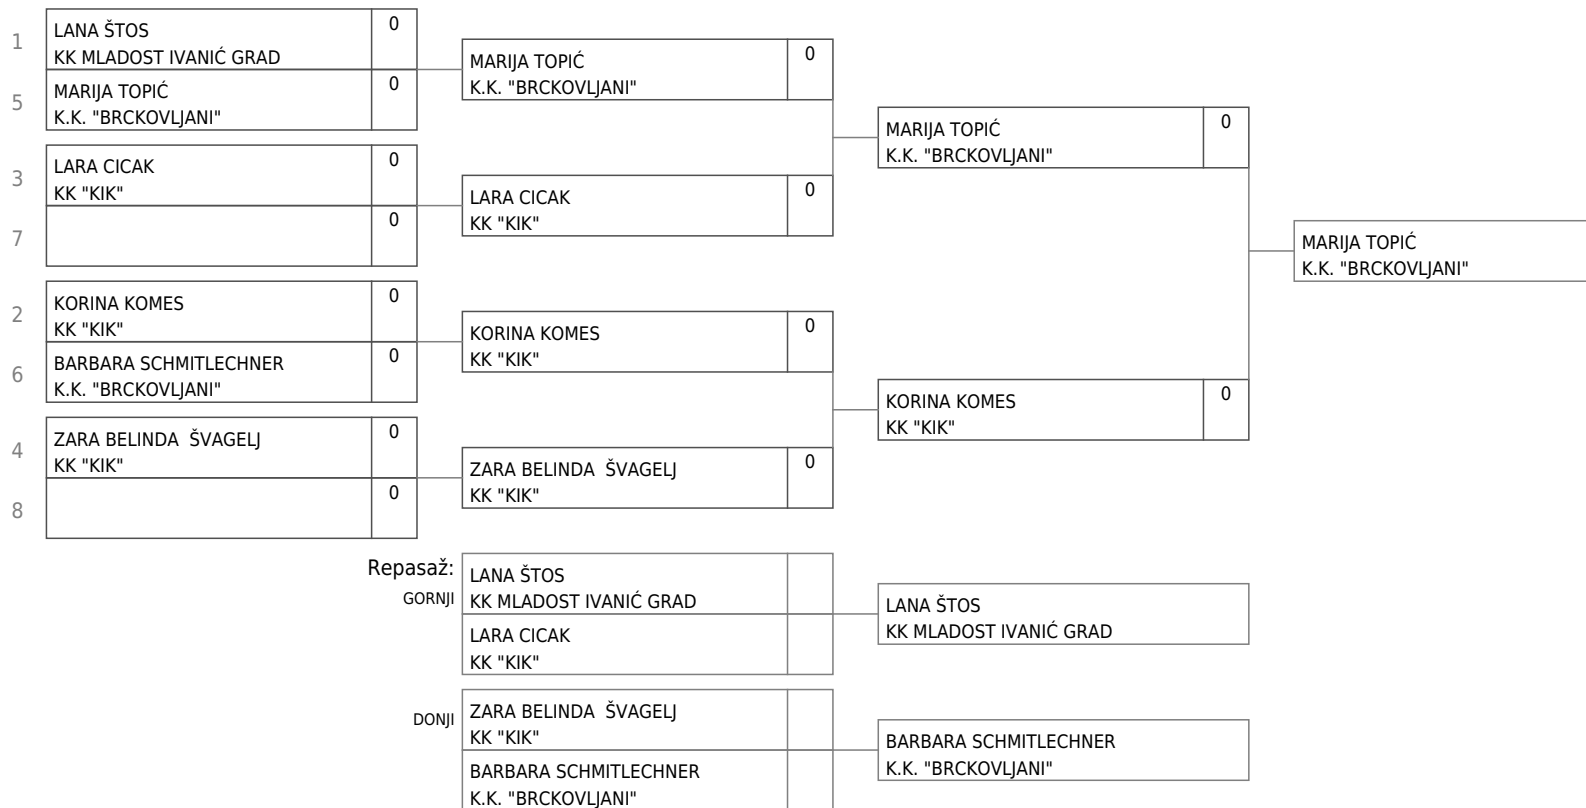 1
LANA ŠTOS
KK MLADOST IVANIĆ GRAD
0
5
MARIJA TOPIĆ
K.K. "BRCKOVLJANI"
0
3
LARA CICAK
KK "KIK"
0
7
0
2
KORINA KOMES
KK "KIK"
0
6
BARBARA SCHMITLECHNER
K.K. "BRCKOVLJANI"
0
4
ZARA BELINDA  ŠVAGELJ
KK "KIK"
0
8
0
MARIJA TOPIĆ
K.K. "BRCKOVLJANI"
0
LARA CICAK
KK "KIK"
0
KORINA KOMES
KK "KIK"
0
ZARA BELINDA  ŠVAGELJ
KK "KIK"
0
MARIJA TOPIĆ
K.K. "BRCKOVLJANI"
0
KORINA KOMES
KK "KIK"
0
MARIJA TOPIĆ
K.K. "BRCKOVLJANI"
Repasaž:
GORNJI
LANA ŠTOS
KK MLADOST IVANIĆ GRAD
LARA CICAK
KK "KIK"
LANA ŠTOS
KK MLADOST IVANIĆ GRAD
DONJI
ZARA BELINDA  ŠVAGELJ
KK "KIK"
BARBARA SCHMITLECHNER
K.K. "BRCKOVLJANI"
BARBARA SCHMITLECHNER
K.K. "BRCKOVLJANI"